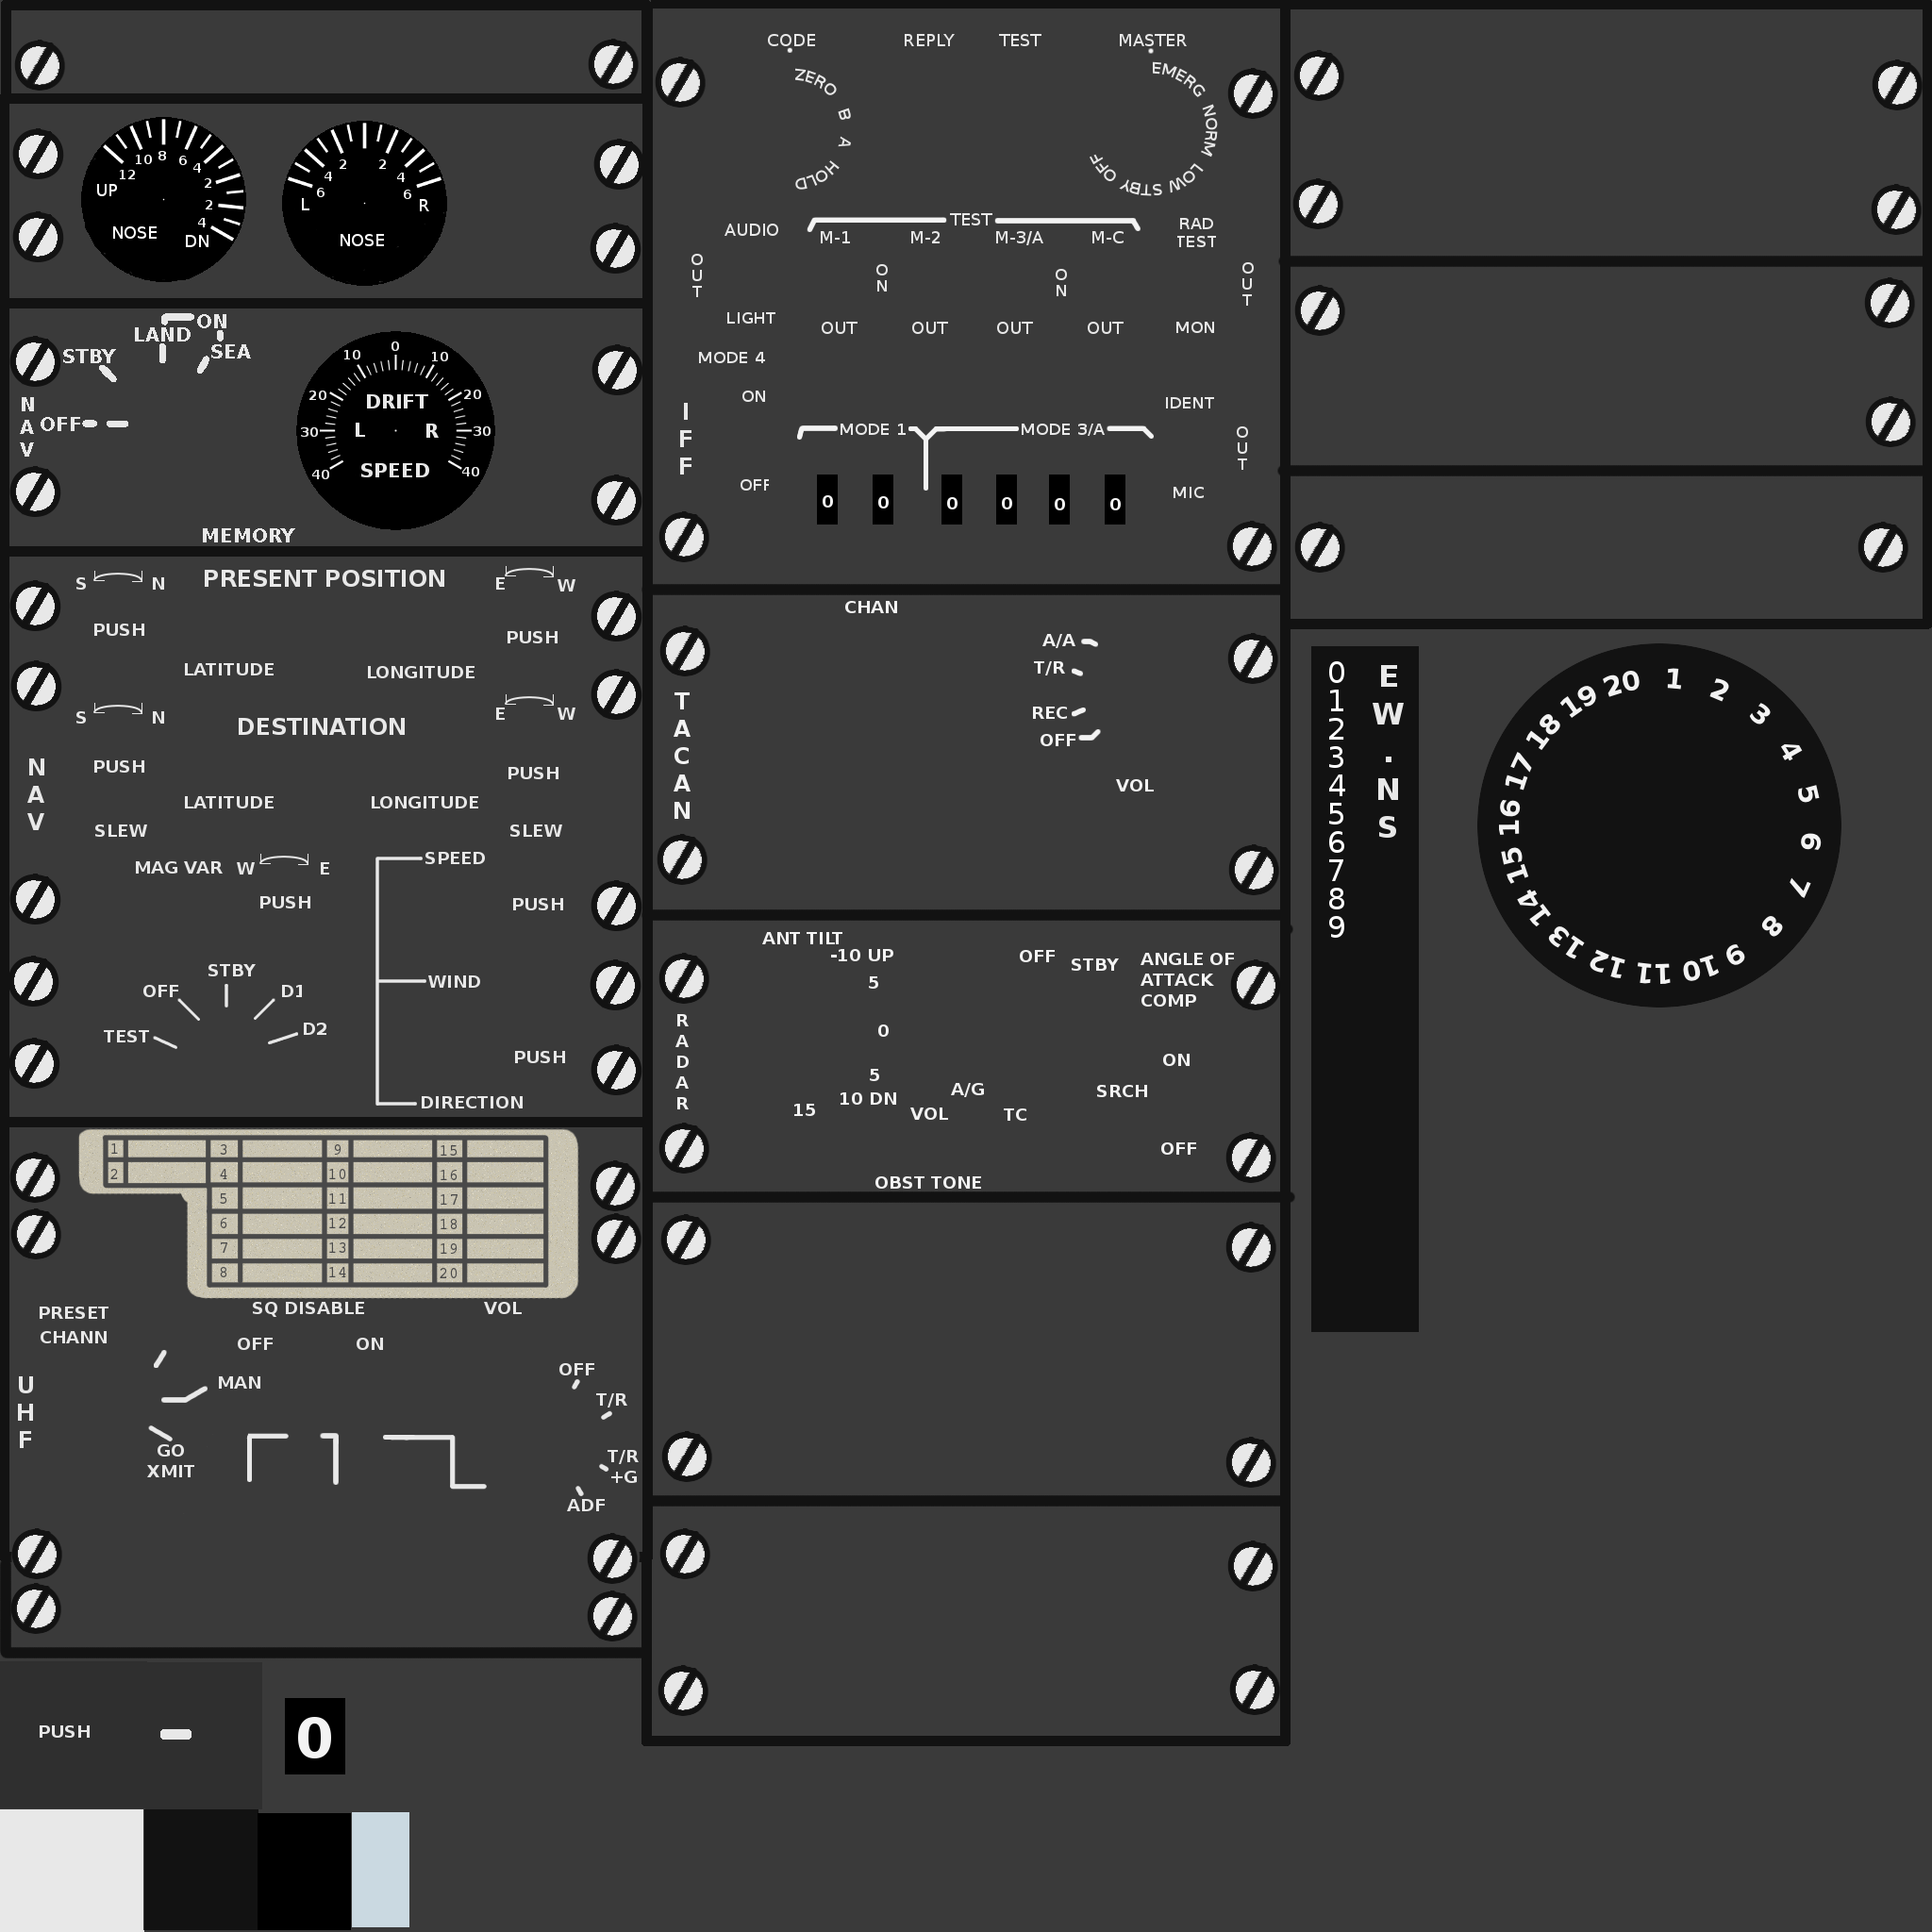 10 8 6
12 4
UP 2
2
NOSE 4
DN
2 2
4 4
6 6
L R
NOSE
ON
LAND
STBY SEA
NAV
OFF
0
10 10
20 20
DRIFT
30 L R 30
SPEED
40 40
MEMORY
S N PRESENT POSITION E W
PUSH PUSH
LATITUDE LONGITUDE
S N DESTINATION E W
PUSH PUSH
NAV
LATITUDE LONGITUDE
SLEW SLEW
MAG VAR W E SPEED
PUSH PUSH
STBY
OFF D1 WIND
TEST D2
PUSH
DIRECTION
1 3 9 15
2 4 10 16
5 11 17
6 12 18
7 13 19
8 14 20
PRESET SQ DISABLE VOL
CHANN OFF ON
UHF
MAN OFF
T/R
GO
XMIT
T/R
+G
ADF
PUSH
0
CODE REPLY TEST MASTER
ZERO B A HOLD
EMERG NORM LOW STBY OFF
AUDIO TEST RAD
TEST
M-1 M-2 M-3/A M-C
OUT ON ON OUT
LIGHT OUT OUT OUT OUT MON
MODE 4
ON IDENT
IFF
MODE 1 MODE 3/A OUT
OFF 0 0 0 0 0 0 MIC
CHAN
A/A
T/R
TACAN
REC
OFF
VOL
ANT TILT
-10 UP OFF STBY ANGLE OF
ATTACK
COMP
5
RADAR
0
ON
5 A/G SRCH
10 DN
15 VOL TC
OFF
OBST TONE
0
1
2
3
4
5
6
7
8
9
E
W
.
N
S
1 2 3 4 5 6 7 8 9 10 11 12 13 14 15 16 17 18 19 20